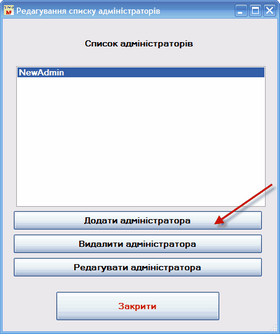 Редагування списку адміністраторів
Список адміністраторів
NewAdmin
Додати адміністратора
Видалити адміністратора
Редагувати адміністратора
Закрити